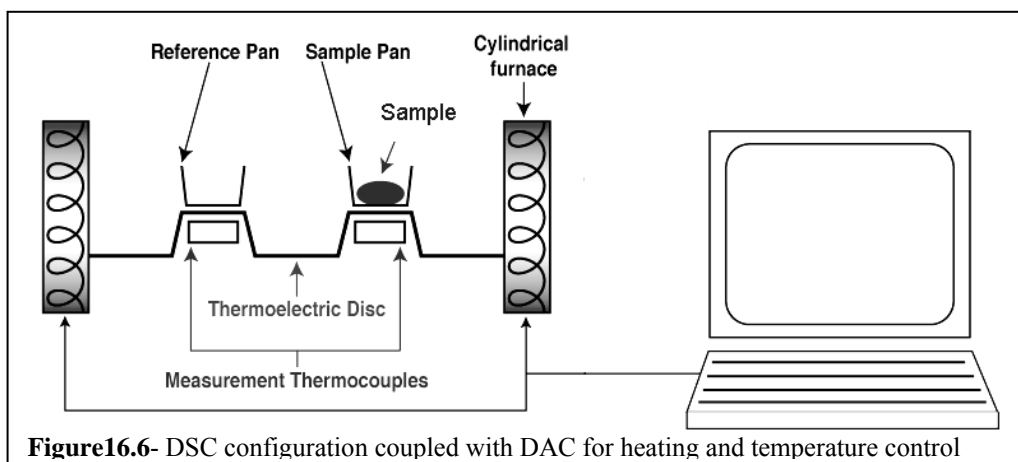 Reference Pan
Sample Pan
Cylindrical
furnace
Sample
Thermoelectric Disc
Measurement Thermocouples
Figure16.6- DSC configuration coupled with DAC for heating and temperature control